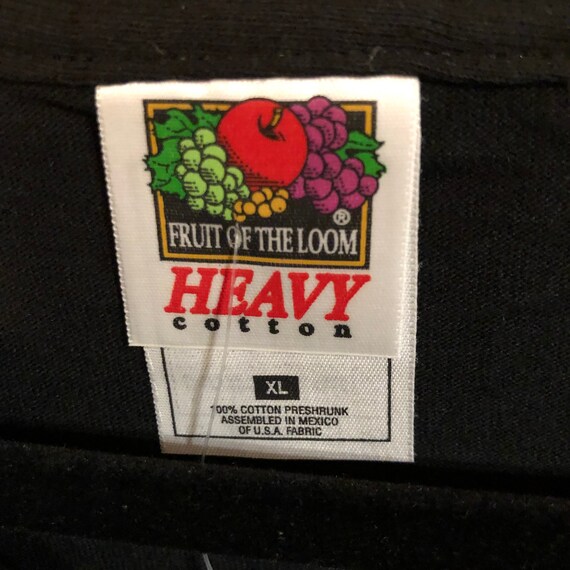 ®
FRUIT OF THE LOOM
HEAVY
cotton
XL
100% COTTON PRESHRUNK
ASSEMBLED IN MEXICO
OF U.S.A. FABRIC